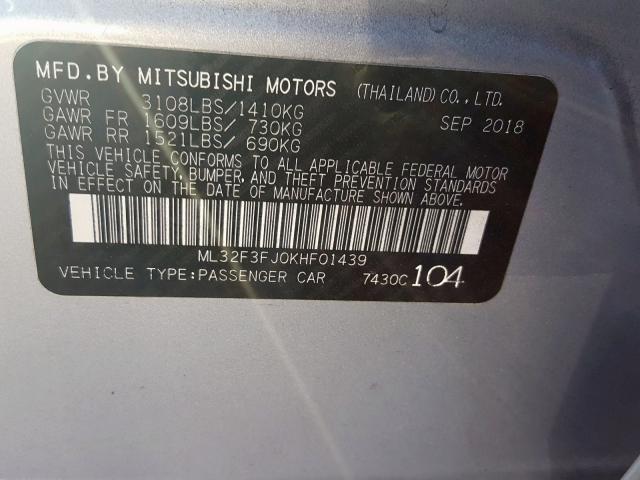 MFD.BY MITSUBISHI MOTORS (THAILAND)CO.,LTD.
GVWR 3108LBS/1410KG SEP 2018
GAWR FR 1609LBS/ 730KG
GAWR RR 1521LBS/ 690KG
THIS VEHICLE CONFORMS TO ALL APPLICABLE FEDERAL MOTOR
VEHICLE SAFETY, BUMPER, AND THEFT PREVENTION STANDARDS
IN EFFECT ON THE DATE OF MANUFACTURE SHOWN ABOVE.
ML32F3FJ0KHF01439
VEHICLE TYPE:PASSENGER CAR 7430C 104